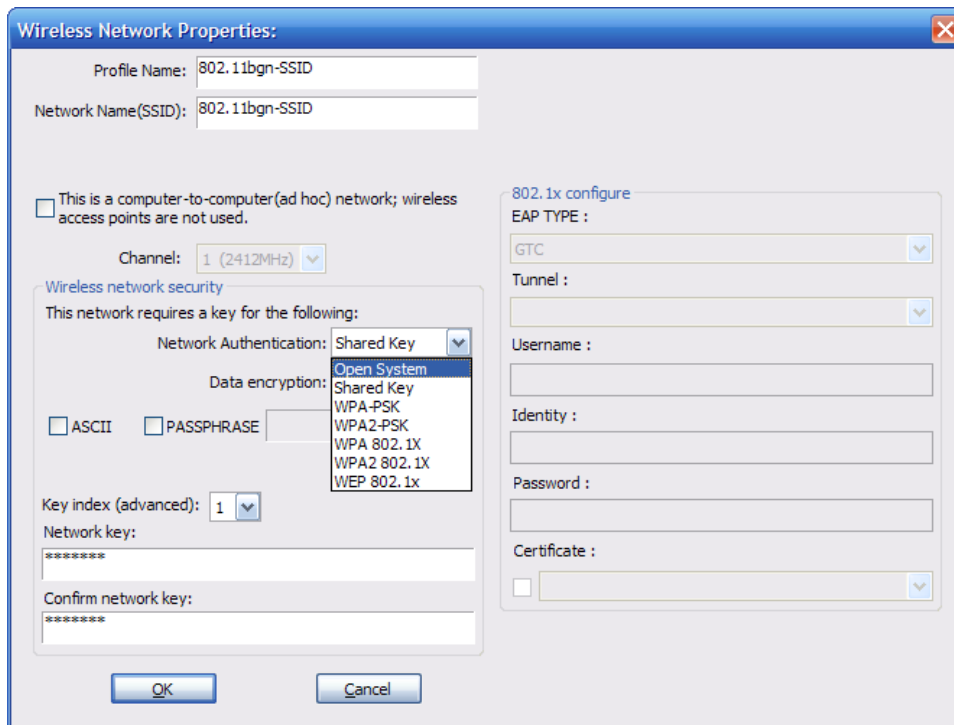 Wireless Network Properties:
Profile Name: 802.11bgn-SSID
Network Name(SSID): 802.11bgn-SSID
This is a computer-to-computer(ad hoc) network; wireless
access points are not used.
Channel: 1 (2412MHz)
Wireless network security
This network requires a key for the following:
Network Authentication: Shared Key
Open System
Data encryption:
Shared Key
WPA-PSK
WPA2-PSK
WPA 802.1X
WPA2 802.1X
WEP 802.1x
ASCII PASSPHRASE
Key index (advanced): 1
Network key:
*******
Confirm network key:
*******
802.1x configure
EAP TYPE :
GTC
Tunnel :
Username :
Identity :
Password :
Certificate :
OK Cancel